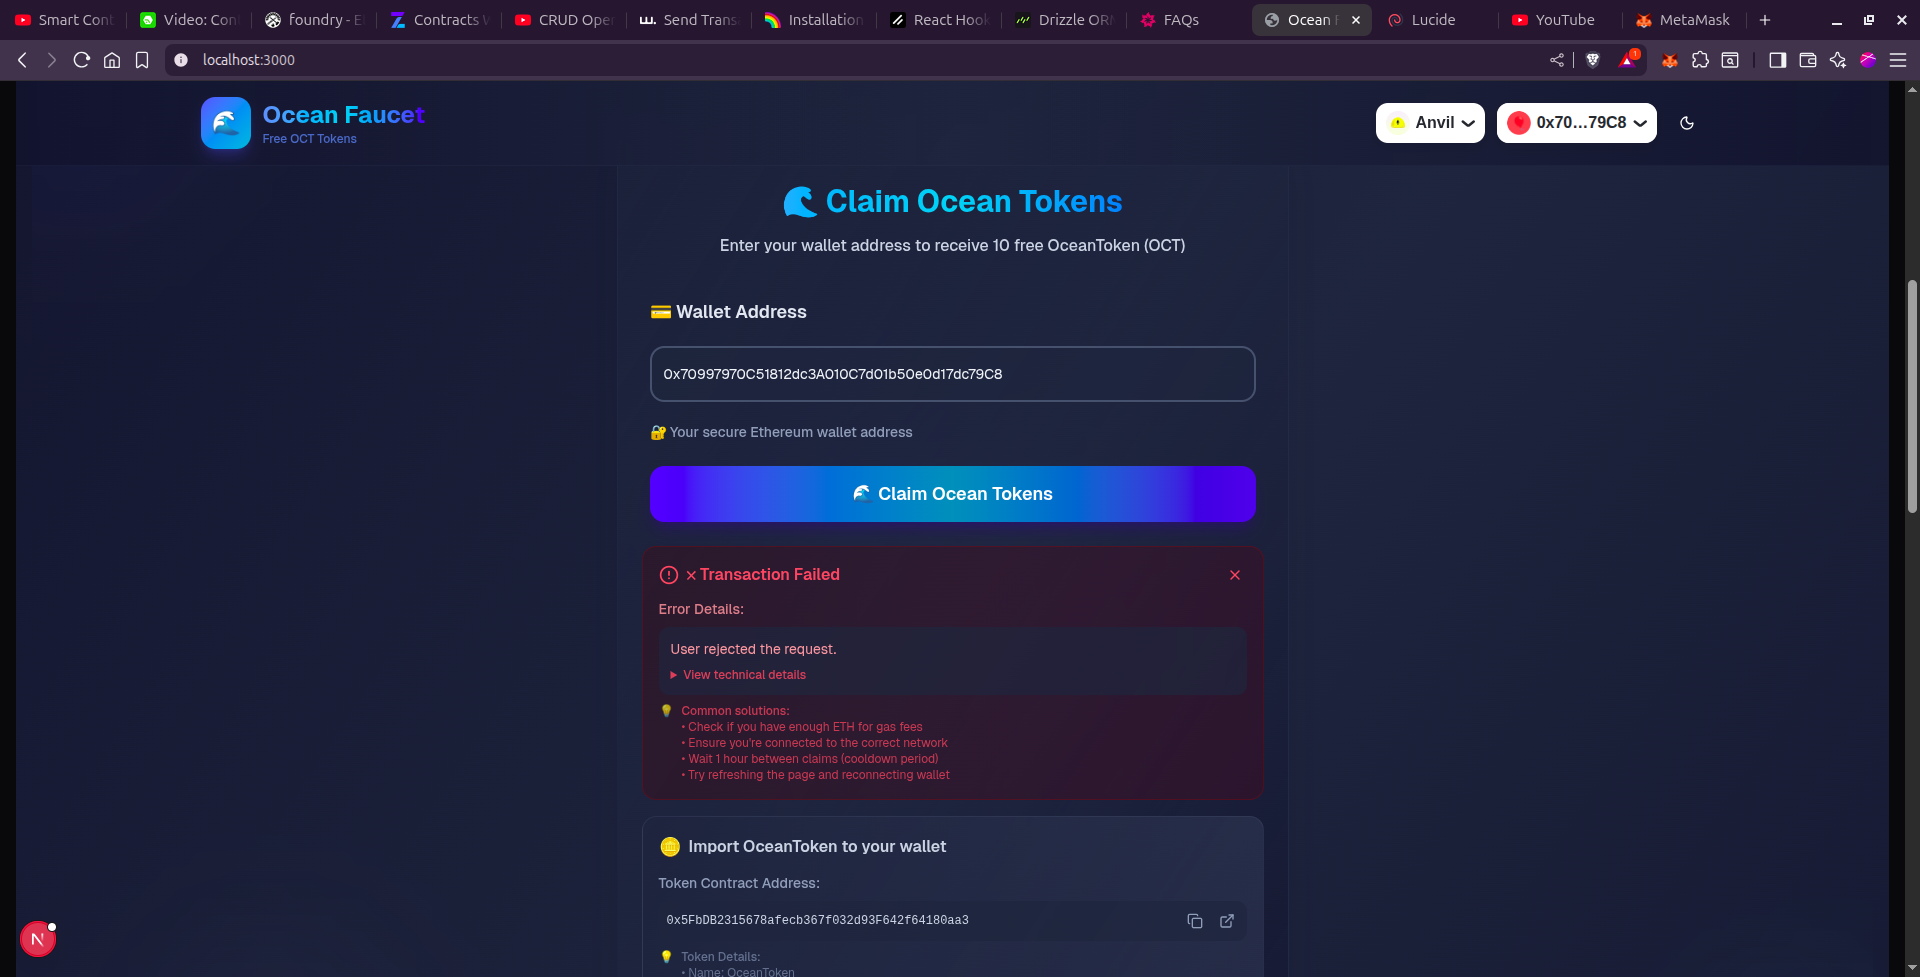 Smart Cont
Video: Con
foundry - E
Contracts W
CRUD Oper
Send Trans
Installation
React Hook
Drizzle ORM
FAQs
Ocean F
Lucide
YouTube
MetaMask
localhost:3000
1
Ocean Faucet
Free OCT Tokens
Anvil
0x70...79C8
Claim Ocean Tokens
Enter your wallet address to receive 10 free OceanToken (OCT)
Wallet Address
0x70997970C51812dc3A010C7d01b50e0d17dc79C8
Your secure Ethereum wallet address
Claim Ocean Tokens
Transaction Failed
Error Details:
User rejected the request.
View technical details
Common solutions:
• Check if you have enough ETH for gas fees
• Ensure you're connected to the correct network
• Wait 1 hour between claims (cooldown period)
• Try refreshing the page and reconnecting wallet
Import OceanToken to your wallet
Token Contract Address:
0x5FbDB2315678afecb367f032d93F642f64180aa3
Token Details:
• Name: OceanToken
N